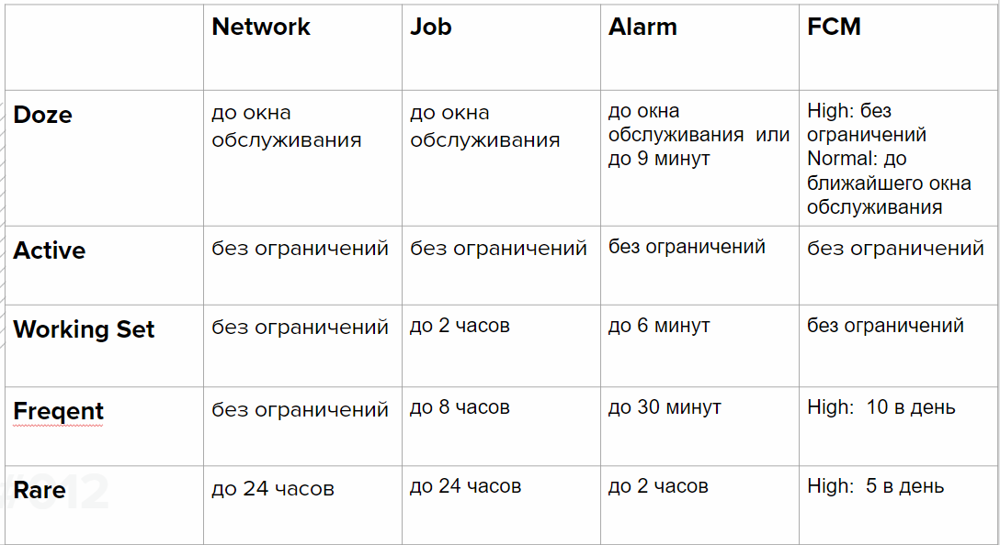 Network Job Alarm FCM
Doze
до окна
обслуживания
до окна
обслуживания
до окна
обслуживания или
до 9 минут
High: без
ограничений
Normal: до
ближайшего окна
обслуживания
Active без ограничений без ограничений без ограничений без ограничений
Working Set без ограничений до 2 часов до 6 минут без ограничений
Freqent без ограничений до 8 часов до 30 минут High: 10 в день
Rare до 24 часов до 24 часов до 2 часов High: 5 в день
#012